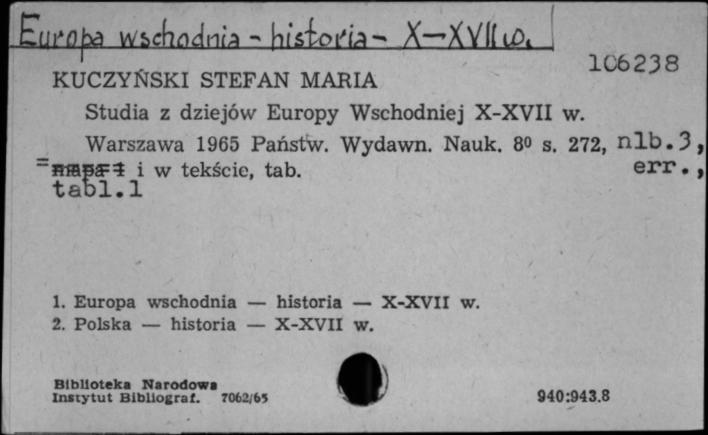 Europa wschodnia - historia - X-XVII w.
106238
KUCZYŃSKI STEFAN MARIA
Studia z dziejów Europy Wschodniej X-XVII w.
Warszawa 1965 Państw. Wydawn. Nauk. 8⁰ s. 272, nlb.3,
= mapa 1 i w tekście, tab. err.,
tabl.1
1. Europa wschodnia — historia — X-XVII w.
2. Polska — historia — X-XVII w.
Biblioteka Narodowa
Instytut Bibliograf. 7062/65
940:943.8